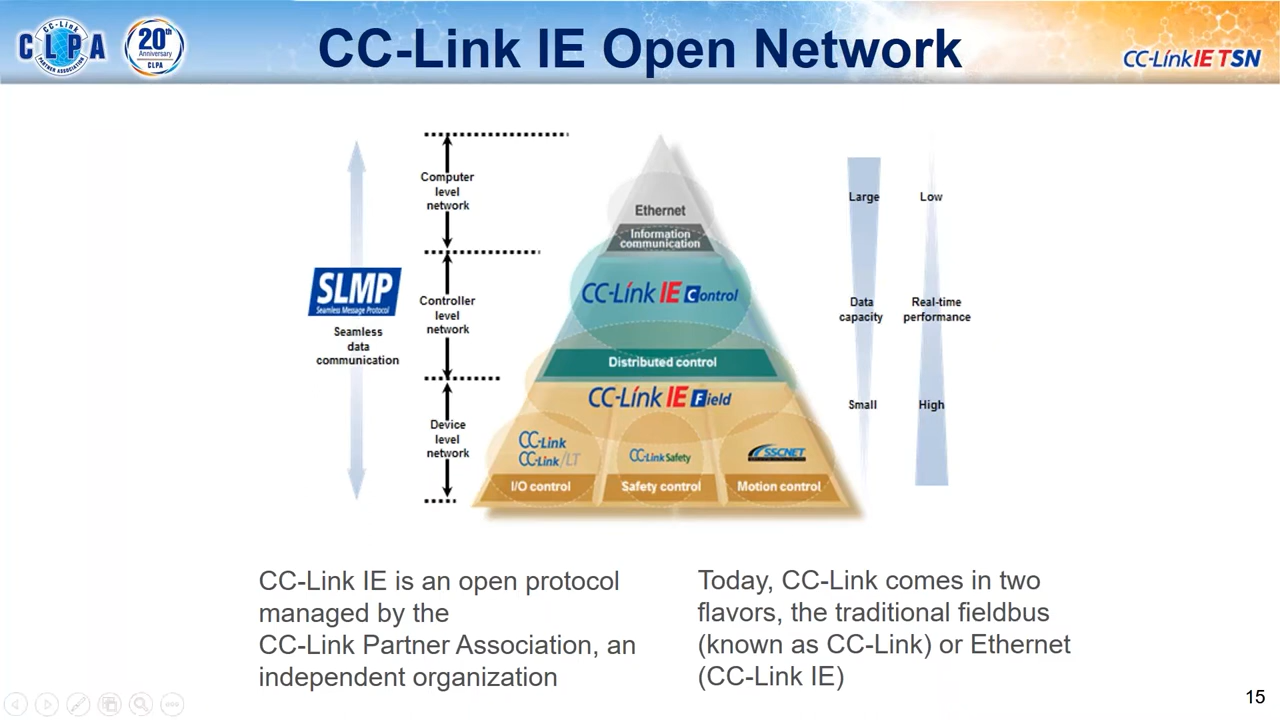 CC-Link
CLPA
PARTNER ASSOCIATION
20th
Anniversary
CLPA
CC-Link IE Open Network
CC-Link IE TSN
Computer
level
network
Controller
level
network
Device
level
network
SLMP
Seamless Message Protocol
Seamless
data
communication
Ethernet
Information
communication
CC-Link IE Control
Distributed control
CC-Link IE Field
CC-Link
CC-Link/LT
I/O control
CC-Link Safety
Safety control
SSCNET
Motion control
Large
Data
capacity
Small
Low
Real-time
performance
High
CC-Link IE is an open protocol
managed by the
CC-Link Partner Association, an
independent organization
Today, CC-Link comes in two
flavors, the traditional fieldbus
(known as CC-Link) or Ethernet
(CC-Link IE)
15